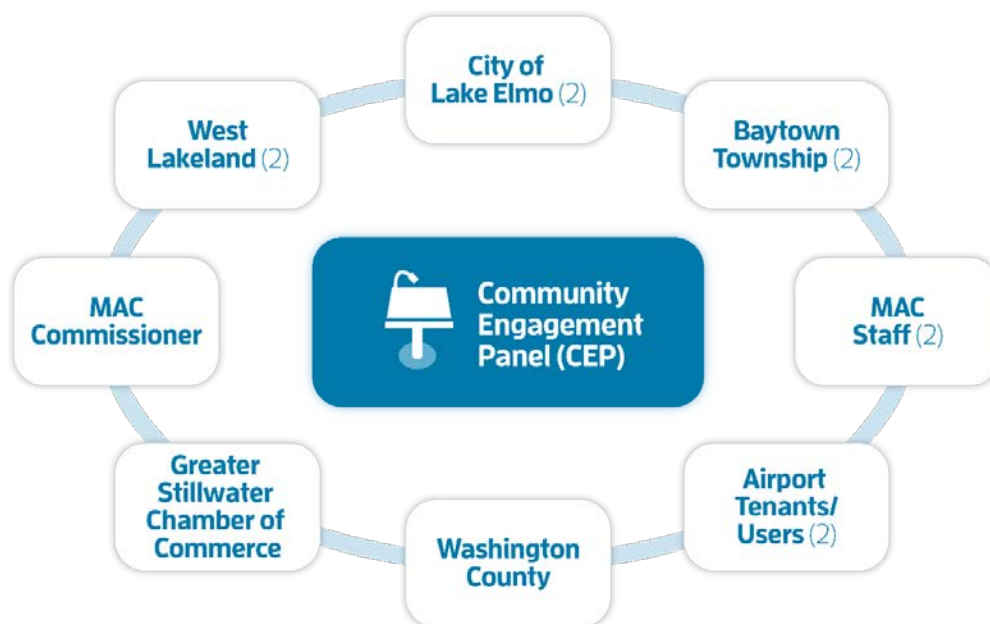 City of
Lake Elmo (2)
West
Lakeland (2)
Baytown
Township (2)
MAC
Commissioner
Community
Engagement
Panel (CEP)
MAC
Staff (2)
Greater
Stillwater
Chamber of
Commerce
Washington
County
Airport
Tenants/
Users (2)